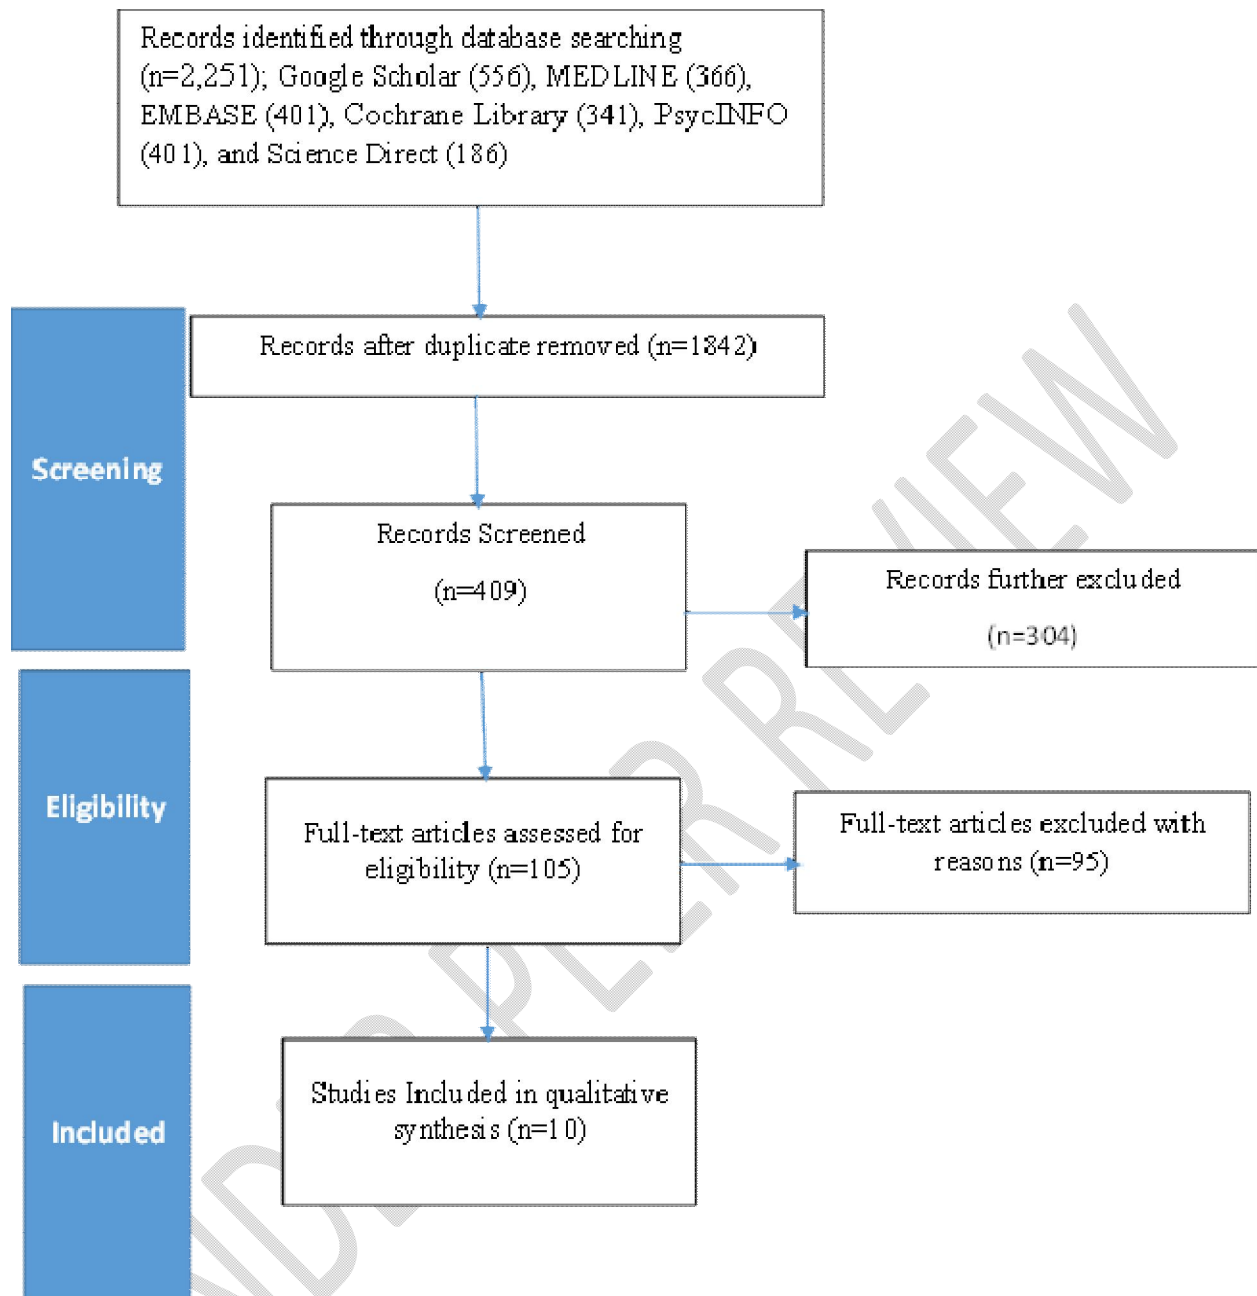 Records identified through database searching
(n=2,251); Google Scholar (556), MEDLINE (366),
EMBASE (401), Cochrane Library (341), PsycINFO
(401), and Science Direct (186)
Records after duplicate removed (n=1842)
Screening
Records Screened
(n=409)
Records further excluded
(n=304)
Eligibility
Full-text articles assessed for
eligibility (n=105)
Full-text articles excluded with
reasons (n=95)
Included
Studies Included in qualitative
synthesis (n=10)
PEER REVIEW